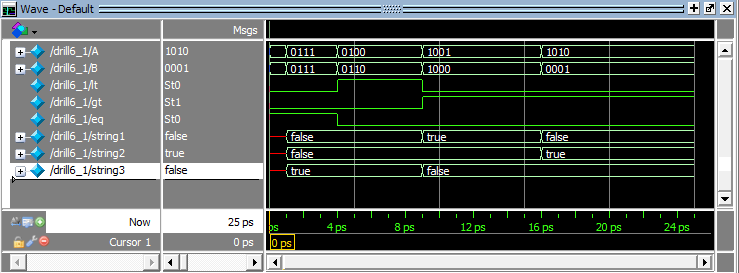 Wave - Default
Msgs
/drill6_1/A 1010 0111 0100 1001 1010
/drill6_1/B 0001 0111 0110 1000 0001
/drill6_1/lt St0
/drill6_1/gt St1
/drill6_1/eq St0
/drill6_1/string1 false false true false
/drill6_1/string2 true false true
/drill6_1/string3 false true false
Now 25 ps ps 4 ps 8 ps 12 ps 16 ps 20 ps 24 ps
Cursor 1 0 ps 0 ps